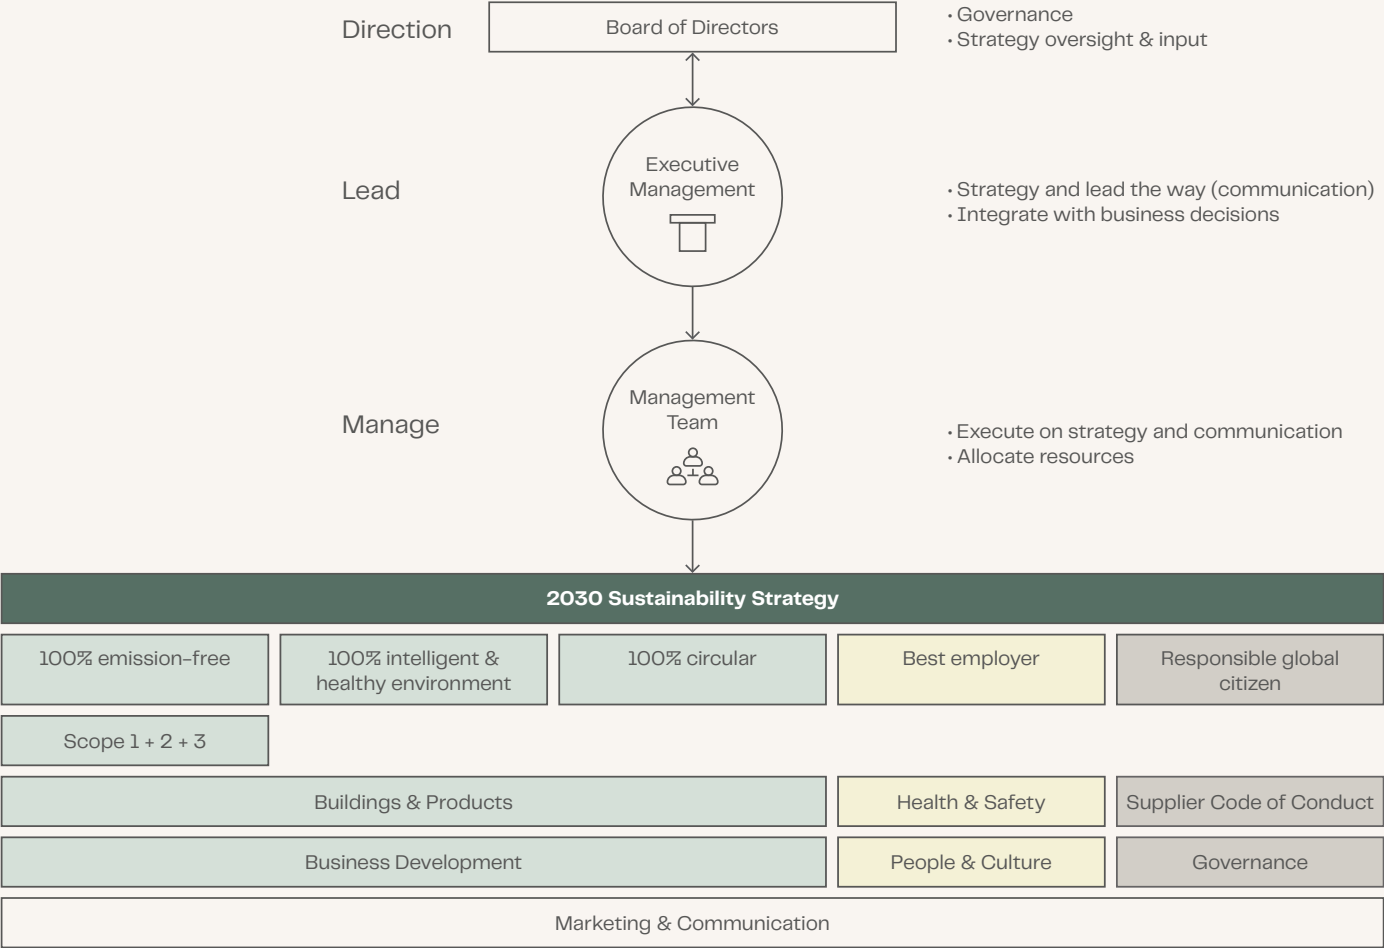 Direction
Board of Directors
• Governance
• Strategy oversight & input
Lead
Executive
Management
• Strategy and lead the way (communication)
• Integrate with business decisions
Manage
Management
Team
• Execute on strategy and communication
• Allocate resources
2030 Sustainability Strategy
100% emission-free
100% intelligent &
healthy environment
100% circular
Best employer
Responsible global
citizen
Scope 1 + 2 + 3
Buildings & Products
Health & Safety
Supplier Code of Conduct
Business Development
People & Culture
Governance
Marketing & Communication